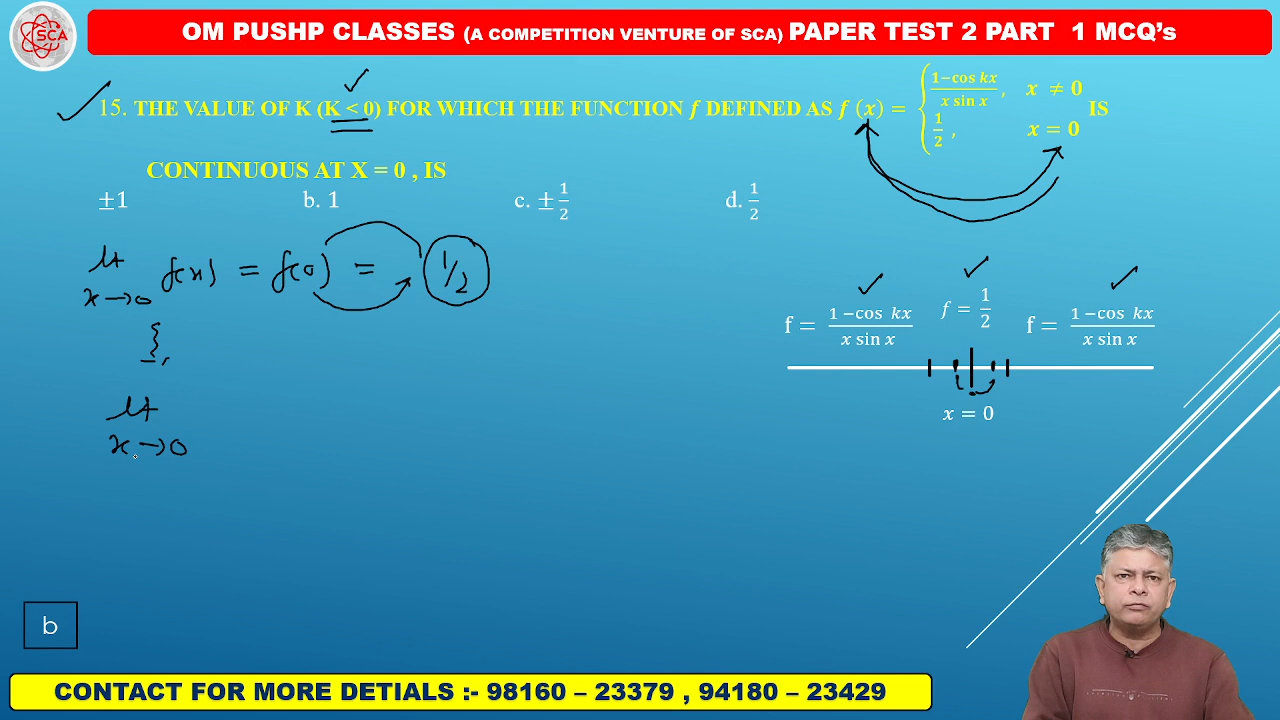 SCA
OM PUSHP CLASSES (A COMPETITION VENTURE OF SCA) PAPER TEST 2 PART 1 MCQ’s
15. THE VALUE OF K (K < 0) FOR WHICH THE FUNCTION f DEFINED AS f (x) = { (1−cos kx)/(x sin x), x ≠ 0 ; 1/2, x = 0 IS
CONTINUOUS AT X = 0 , IS
±1 b. 1 c. ± 1/2 d. 1/2
lt x→0 f(x) = f(0) = 1/2
f = (1 −cos kx)/(x sin x) f = 1/2 f = (1 −cos kx)/(x sin x)
x = 0
lt
x→0
b
CONTACT FOR MORE DETIALS :- 98160 – 23379 , 94180 – 23429